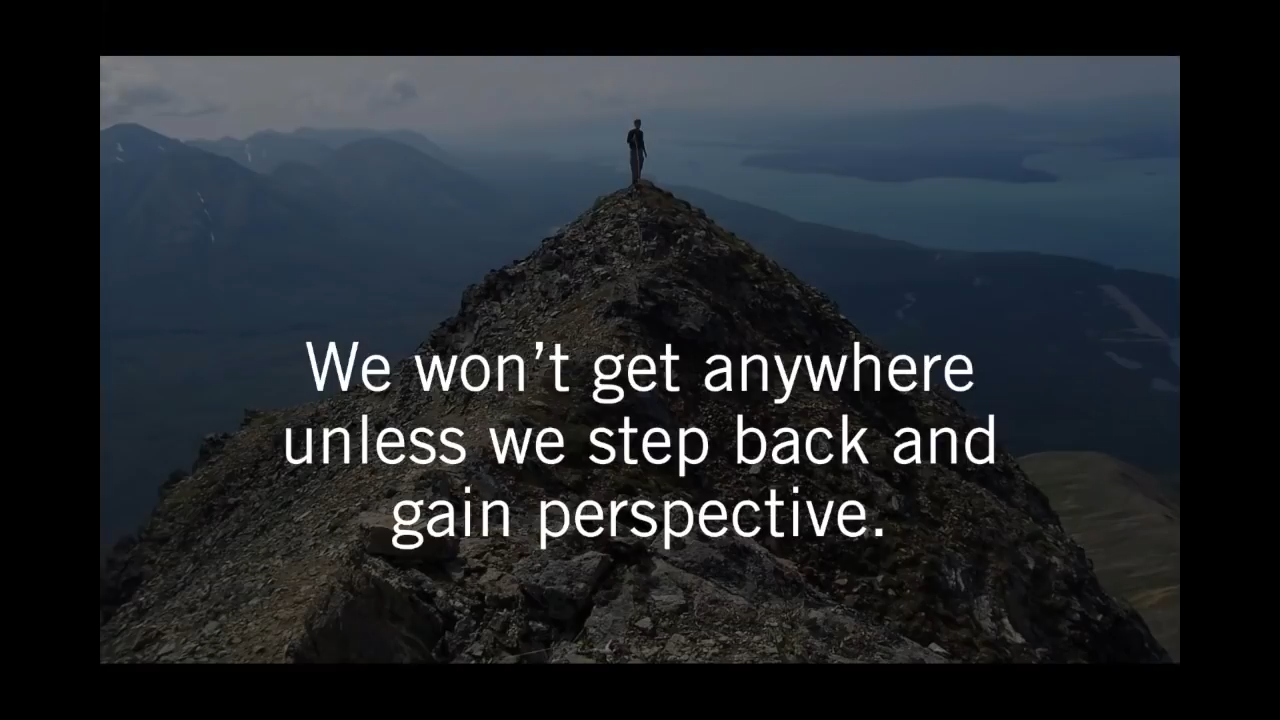 We won’t get anywhere
unless we step back and
gain perspective.